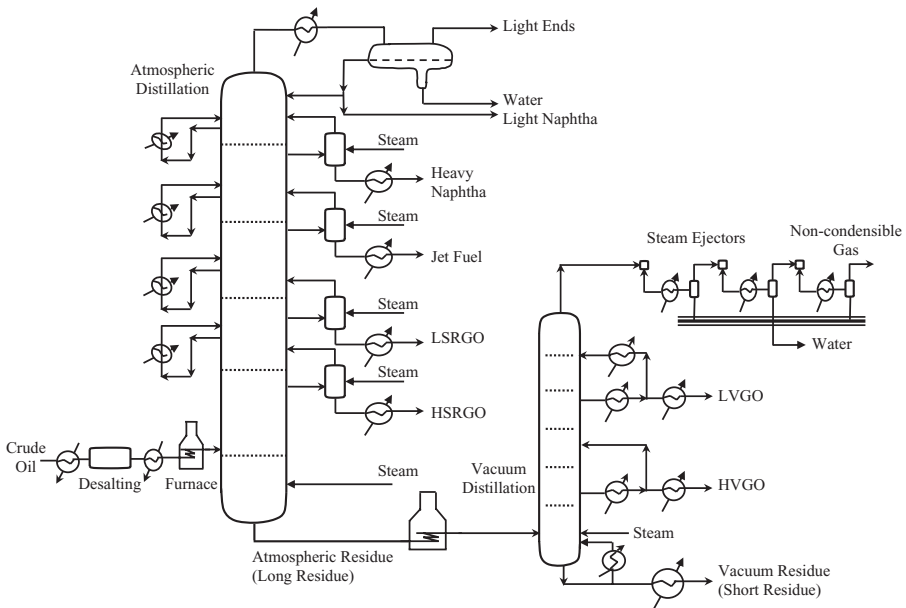 Light Ends
Atmospheric
Distillation
Water
Light Naphtha
Steam
Heavy
Naphtha
Steam
Jet Fuel
Steam
LSRGO
Steam
HSRGO
Steam Ejectors
Non-condensible
Gas
Water
LVGO
Crude
Oil
Desalting
Furnace
Steam
Vacuum
Distillation
HVGO
Steam
Atmospheric Residue
(Long Residue)
Vacuum Residue
(Short Residue)